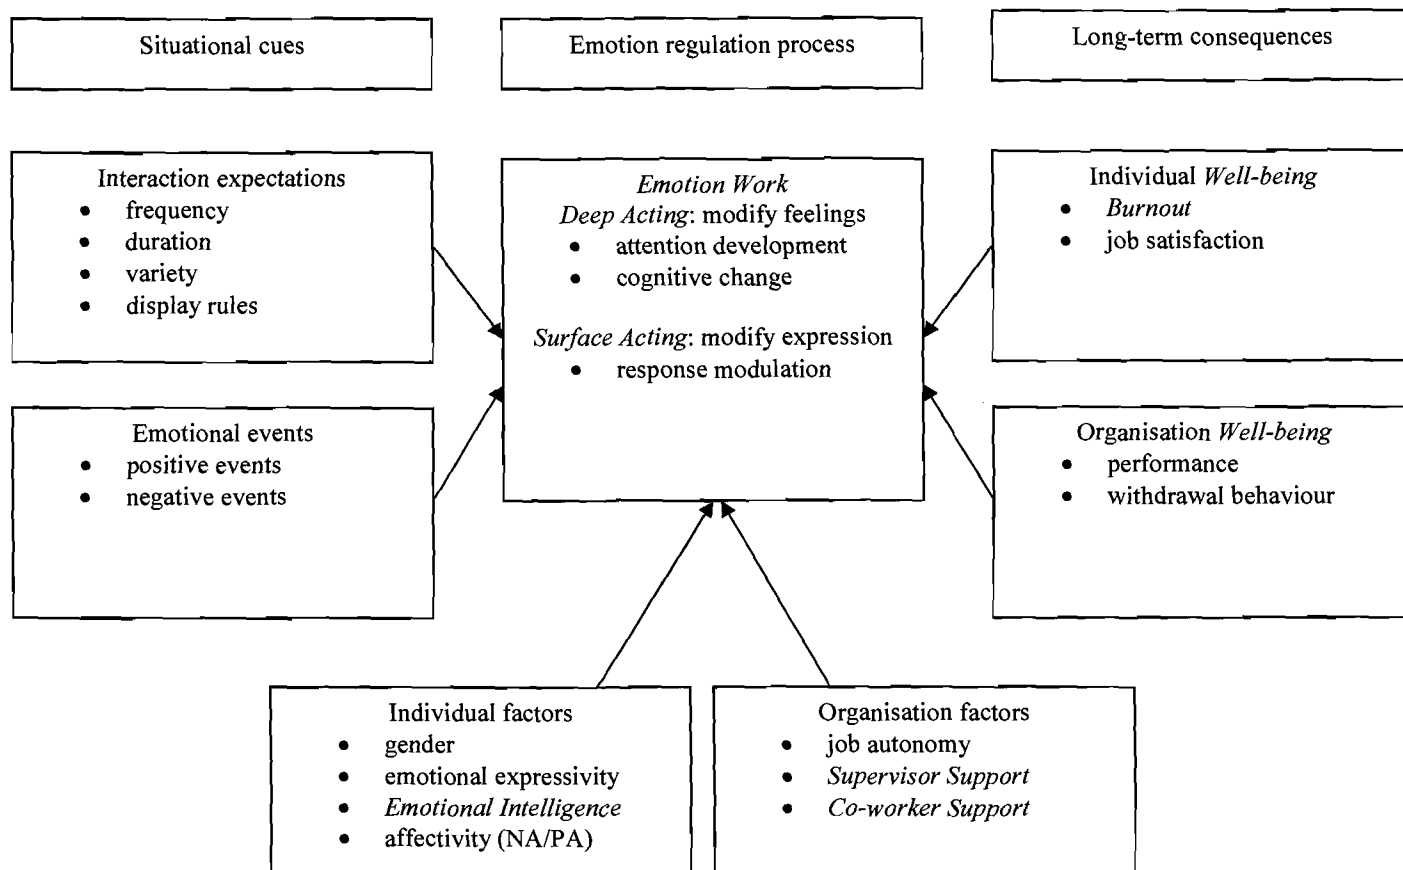 Situational cues
Emotion regulation process
Long-term consequences
Interaction expectations
• frequency
• duration
• variety
• display rules
Emotion Work
Deep Acting: modify feelings
• attention development
• cognitive change
Surface Acting: modify expression
• response modulation
Individual Well-being
• Burnout
• job satisfaction
Emotional events
• positive events
• negative events
Organisation Well-being
• performance
• withdrawal behaviour
Individual factors
• gender
• emotional expressivity
• Emotional Intelligence
• affectivity (NA/PA)
Organisation factors
• job autonomy
• Supervisor Support
• Co-worker Support